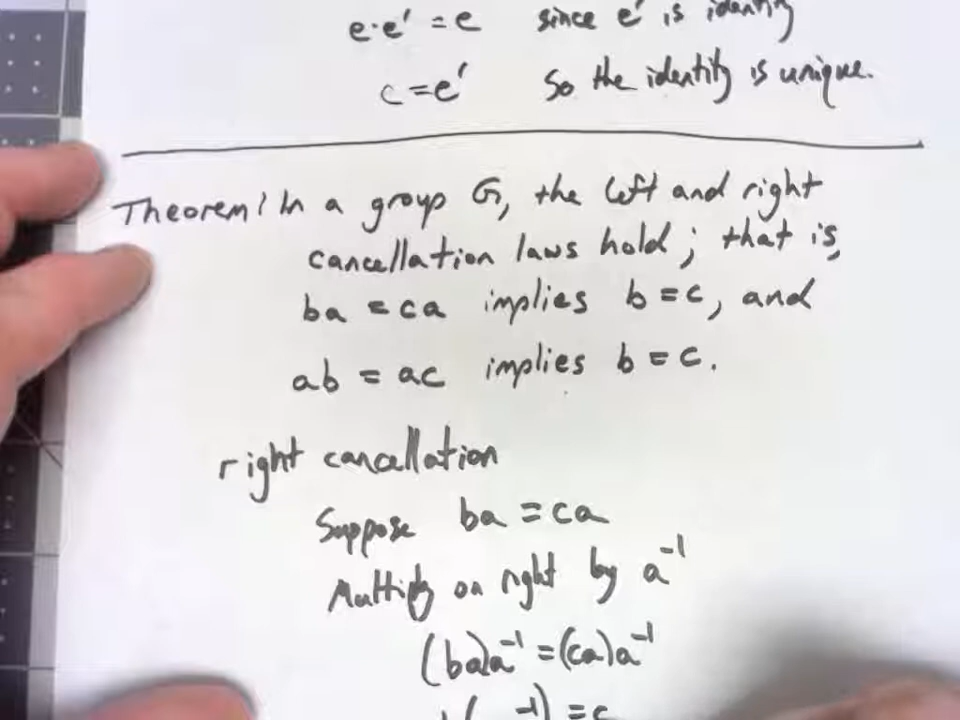 e·e' = e since e' is identity
e = e' So the identity is unique.
Theorem: In a group G, the left and right
cancellation laws hold; that is,
ba = ca implies b = c, and
ab = ac implies b = c.
right cancellation
Suppose ba = ca
Multiply on right by a⁻¹
(ba)a⁻¹ = (ca)a⁻¹
⁻¹) = c